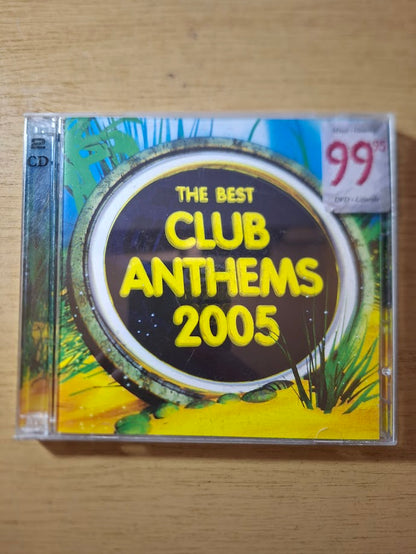 2
CD
99 95
THE BEST
CLUB
ANTHEMS
2005